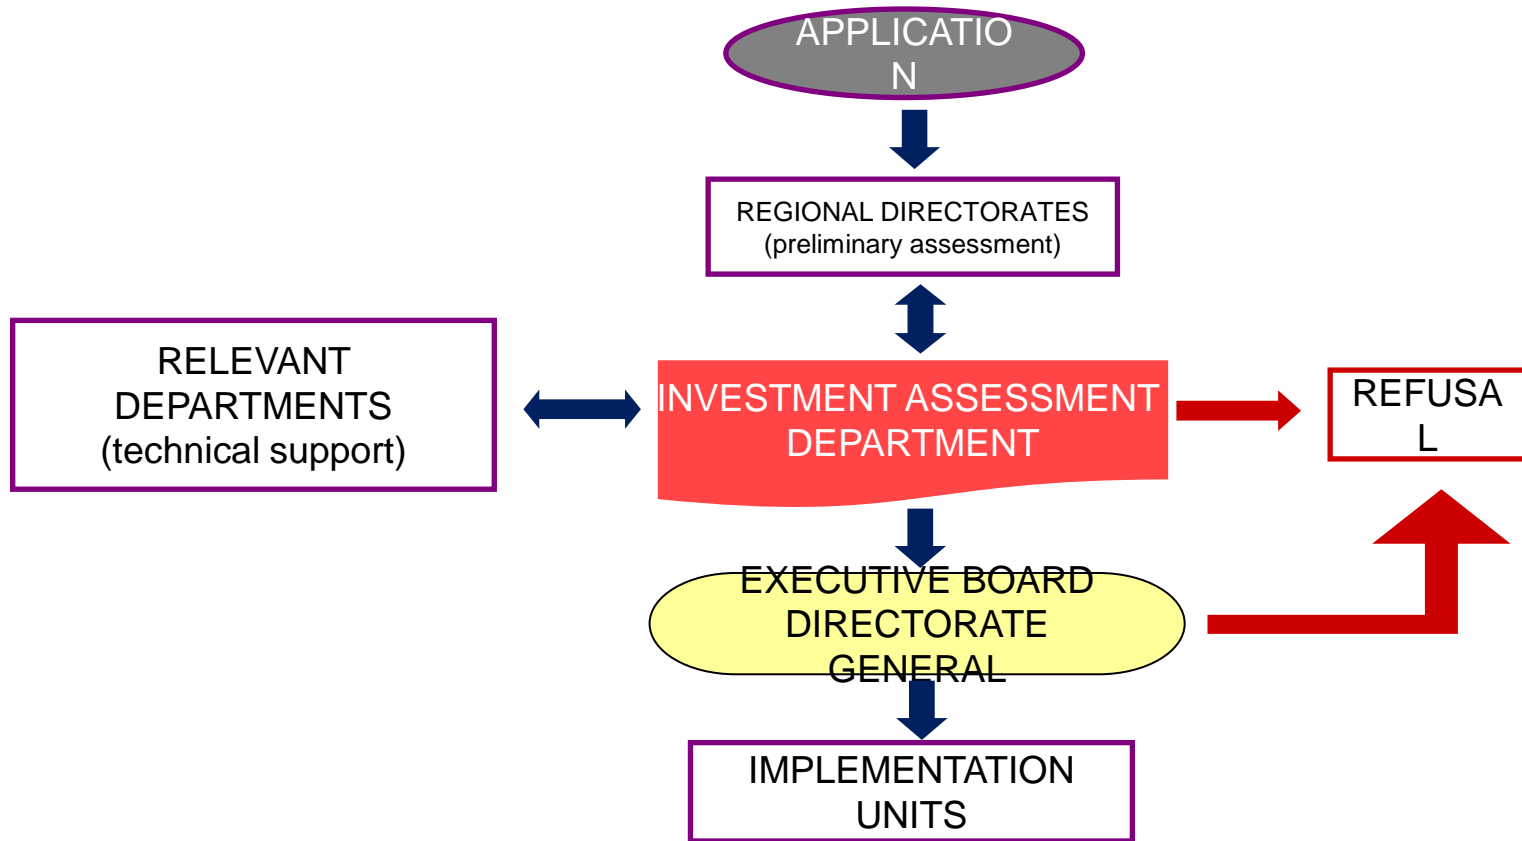 APPLICATIO
N
REGIONAL DIRECTORATES
(preliminary assessment)
RELEVANT
DEPARTMENTS
(technical support)
INVESTMENT ASSESSMENT
DEPARTMENT
REFUSA
L
EXECUTIVE BOARD
DIRECTORATE
GENERAL
IMPLEMENTATION
UNITS